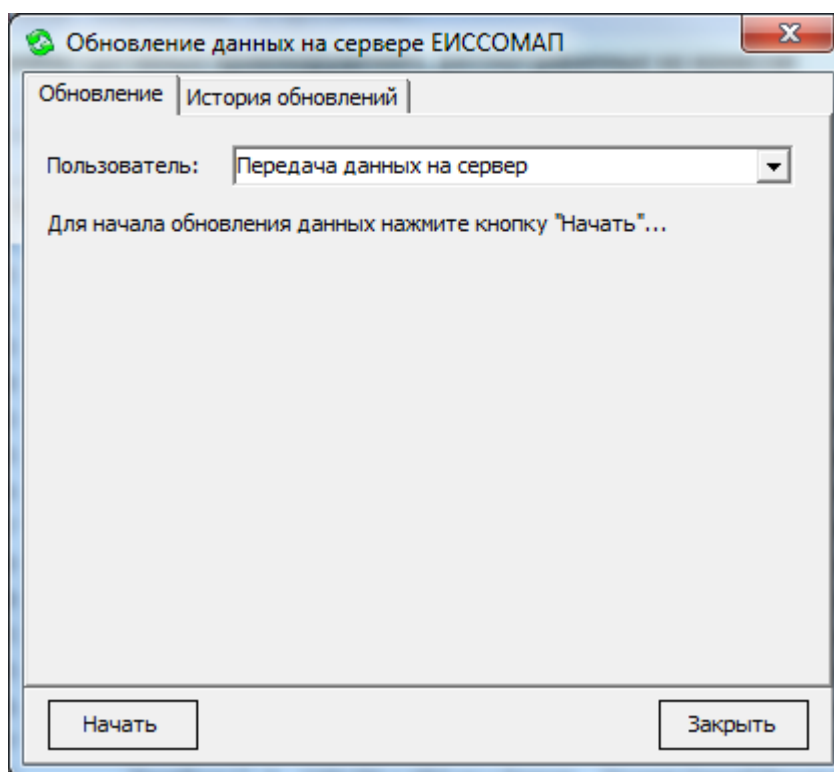 Обновление данных на сервере ЕИССОМАП
Обновление История обновлений
Пользователь: Передача данных на сервер
Для начала обновления данных нажмите кнопку "Начать"...
Начать Закрыть